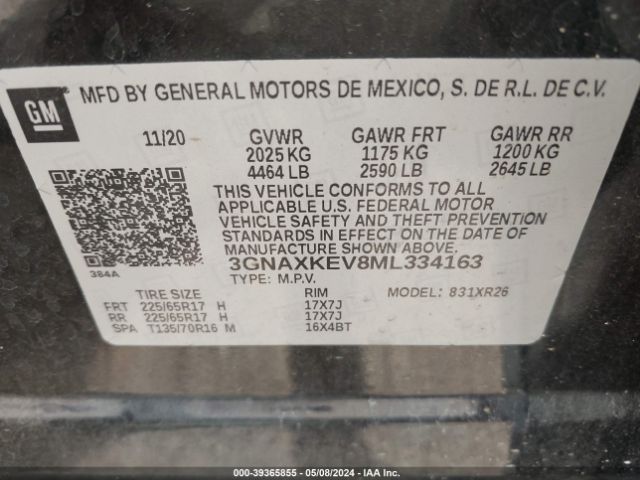 GM
MFD BY GENERAL MOTORS DE MEXICO, S. DE R.L. DE C.V.
11/20 GVWR GAWR FRT GAWR RR
2025 KG 1175 KG 1200 KG
4464 LB 2590 LB 2645 LB
THIS VEHICLE CONFORMS TO ALL
APPLICABLE U.S. FEDERAL MOTOR
VEHICLE SAFETY AND THEFT PREVENTION
STANDARDS IN EFFECT ON THE DATE OF
MANUFACTURE SHOWN ABOVE.
384A
3GNAXKEV8ML334163
TYPE: M.P.V.
TIRE SIZE RIM MODEL: 831XR26
FRT 225/65R17 H 17X7J
RR 225/65R17 H 17X7J
SPA T135/70R16 M 16X4BT
000-39365855 - 05/08/2024 - IAA Inc.